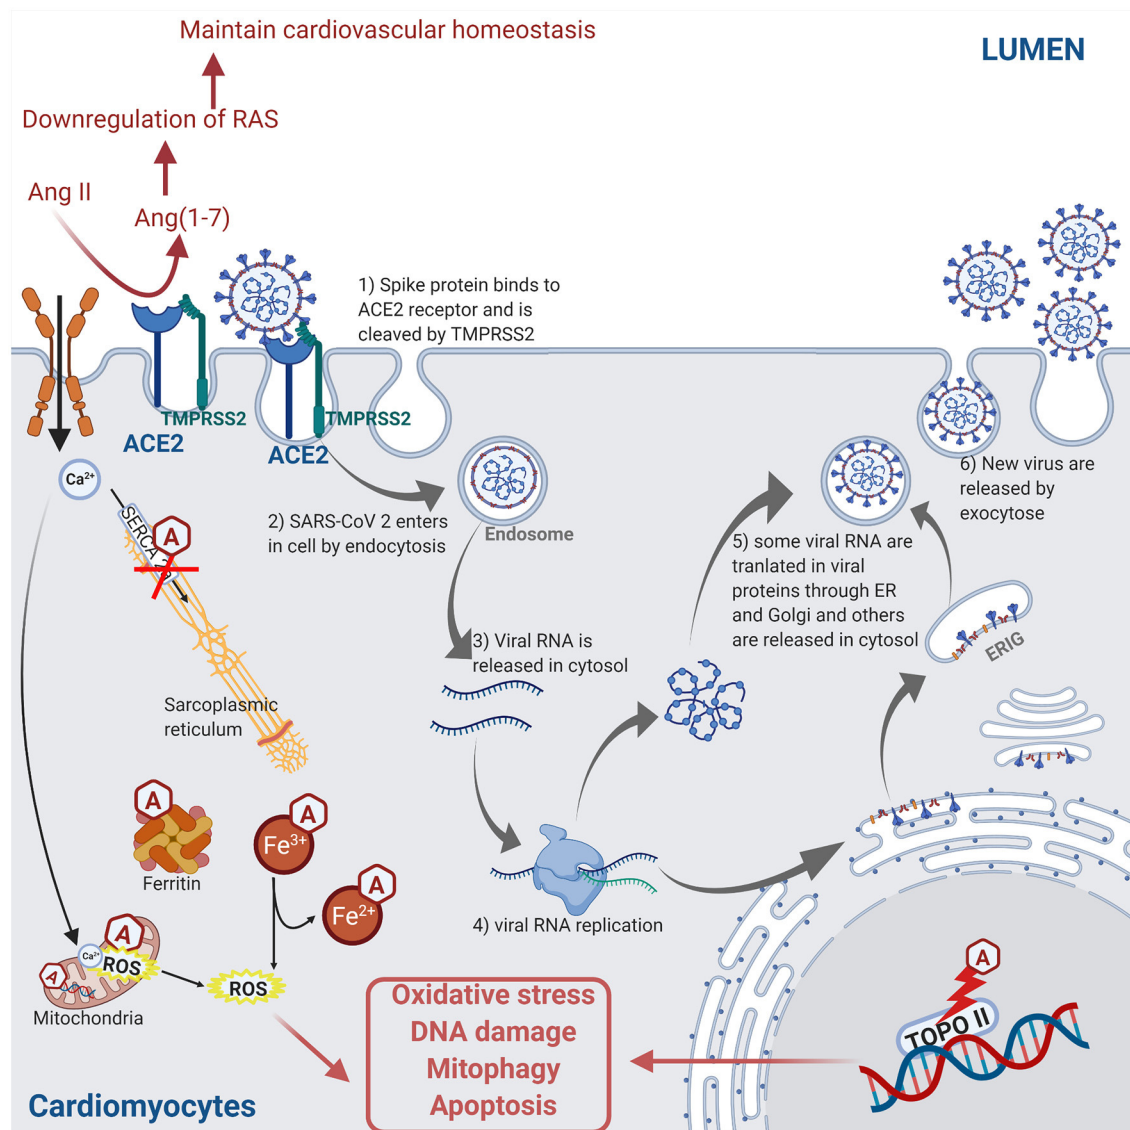 Maintain cardiovascular homeostasis
LUMEN
Downregulation of RAS
Ang II
Ang(1-7)
1) Spike protein binds to
ACE2 receptor and is
cleaved by TMPRSS2
TMPRSS2
ACE2
TMPRSS2
ACE2
Ca²⁺
SERCA 2a
A
2) SARS-CoV 2 enters
in cell by endocytosis
Endosome
6) New virus are
released by
exocytose
5) some viral RNA are
tranlated in viral
proteins through ER
and Golgi and others
are released in cytosol
ERIG
3) Viral RNA is
released in cytosol
Sarcoplasmic
reticulum
A
Ferritin
A
Fe³⁺
A
Fe²⁺
4) viral RNA replication
A
Ca²⁺
ROS
A
Mitochondria
ROS
A
TOPO II
Oxidative stress
DNA damage
Mitophagy
Apoptosis
Cardiomyocytes